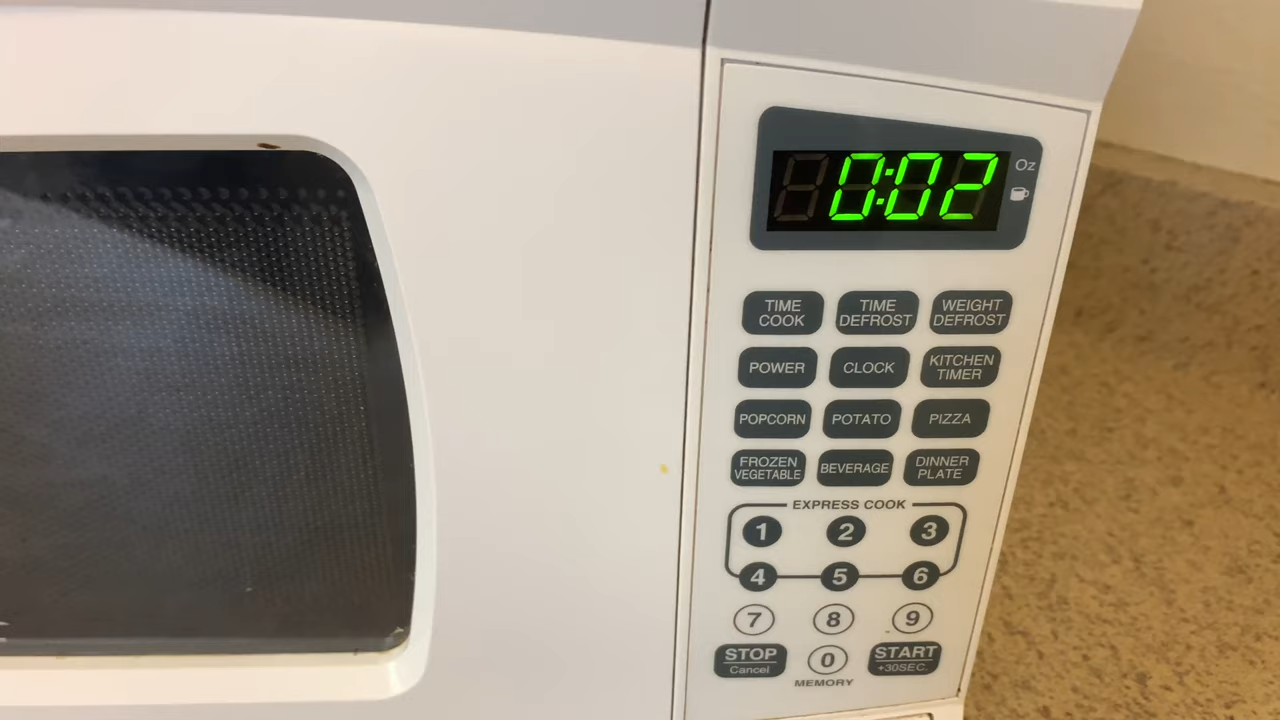 0:02
Oz
TIME COOK
TIME DEFROST
WEIGHT DEFROST
POWER
CLOCK
KITCHEN TIMER
POPCORN
POTATO
PIZZA
FROZEN VEGETABLE
BEVERAGE
DINNER PLATE
EXPRESS COOK
1 2 3
4 5 6
7 8 9
STOP Cancel
0
START +30SEC.
MEMORY